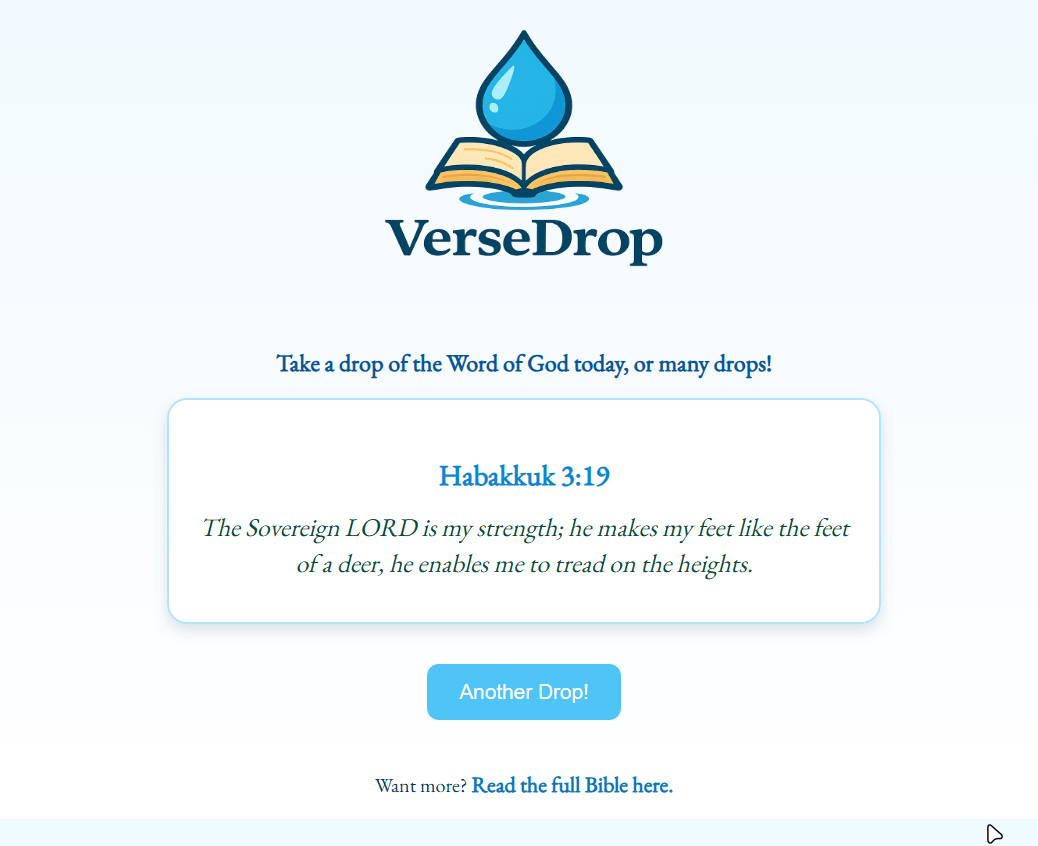 VerseDrop
Take a drop of the Word of God today, or many drops!
Habakkuk 3:19
The Sovereign LORD is my strength; he makes my feet like the feet
of a deer, he enables me to tread on the heights.
Another Drop!
Want more? Read the full Bible here.